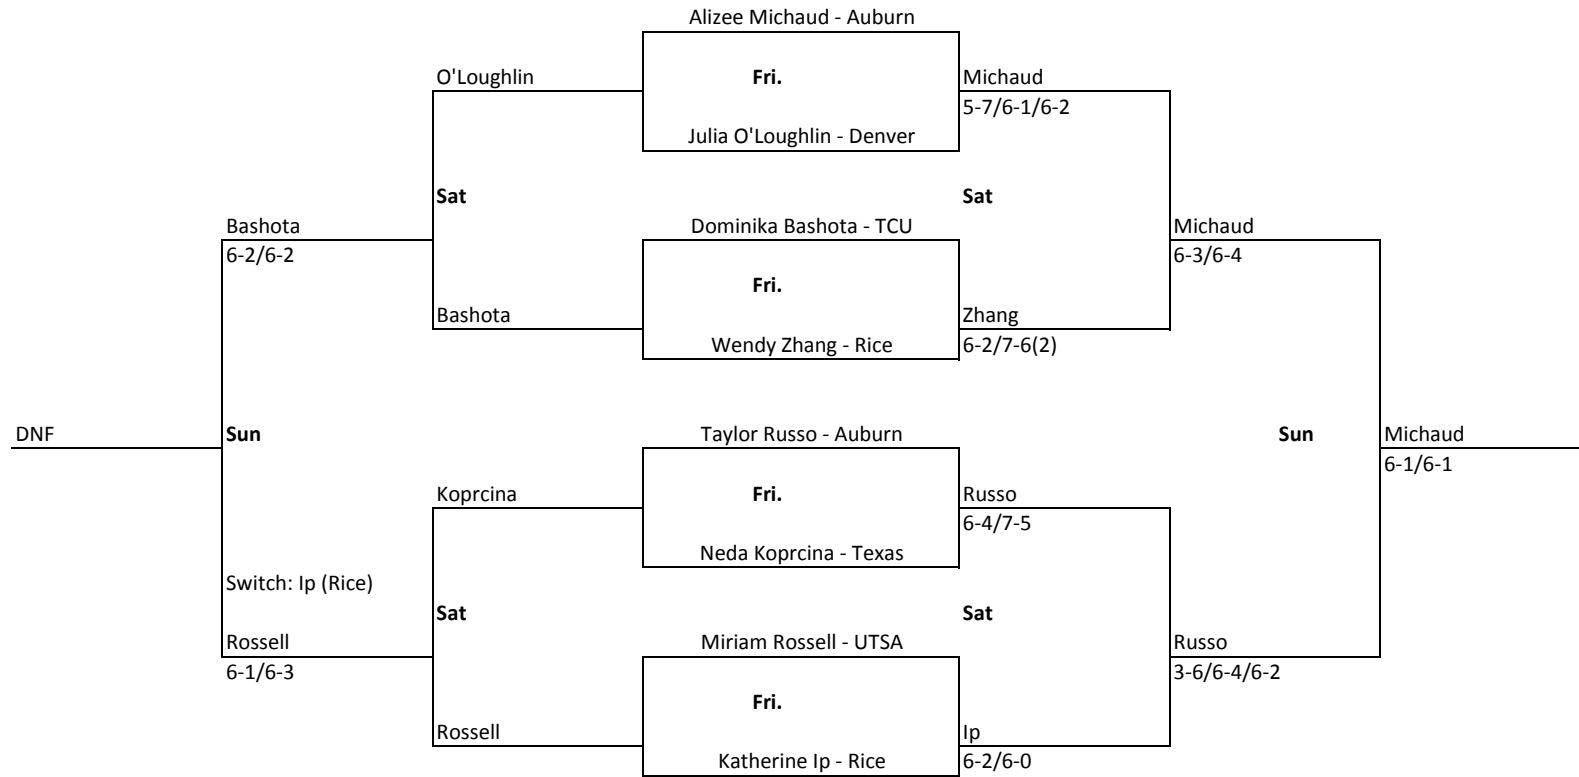 Alizee Michaud - Auburn
O'Loughlin
Fri.
Michaud
5-7/6-1/6-2
Julia O'Loughlin - Denver
Sat
Sat
Bashota
Dominika Bashota - TCU
Michaud
6-2/6-2
6-3/6-4
Fri.
Bashota
Zhang
Wendy Zhang - Rice
6-2/7-6(2)
DNF
Sun
Taylor Russo - Auburn
Sun
Michaud
6-1/6-1
Koprcina
Fri.
Russo
6-4/7-5
Neda Koprcina - Texas
Switch: Ip (Rice)
Sat
Sat
Rossell
Miriam Rossell - UTSA
Russo
6-1/6-3
3-6/6-4/6-2
Fri.
Rossell
Ip
Katherine Ip - Rice
6-2/6-0